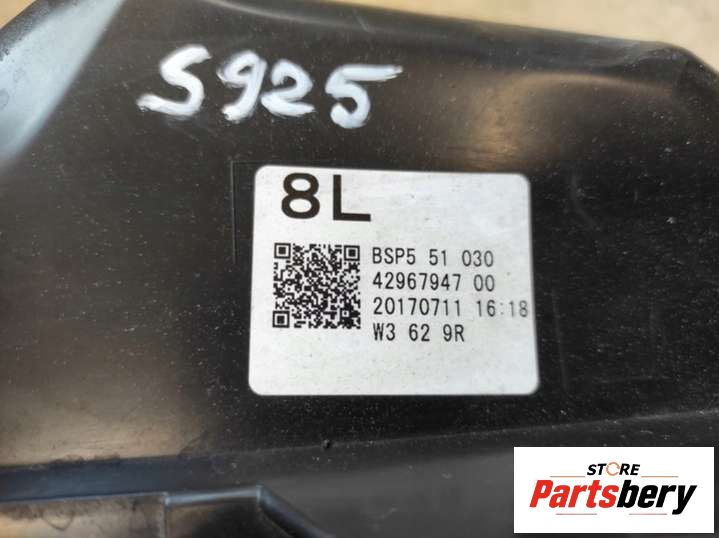 S925
8L
BSP5 51 030
42967947 00
20170711 16:18
W3 62 9R
STORE
Partsbery